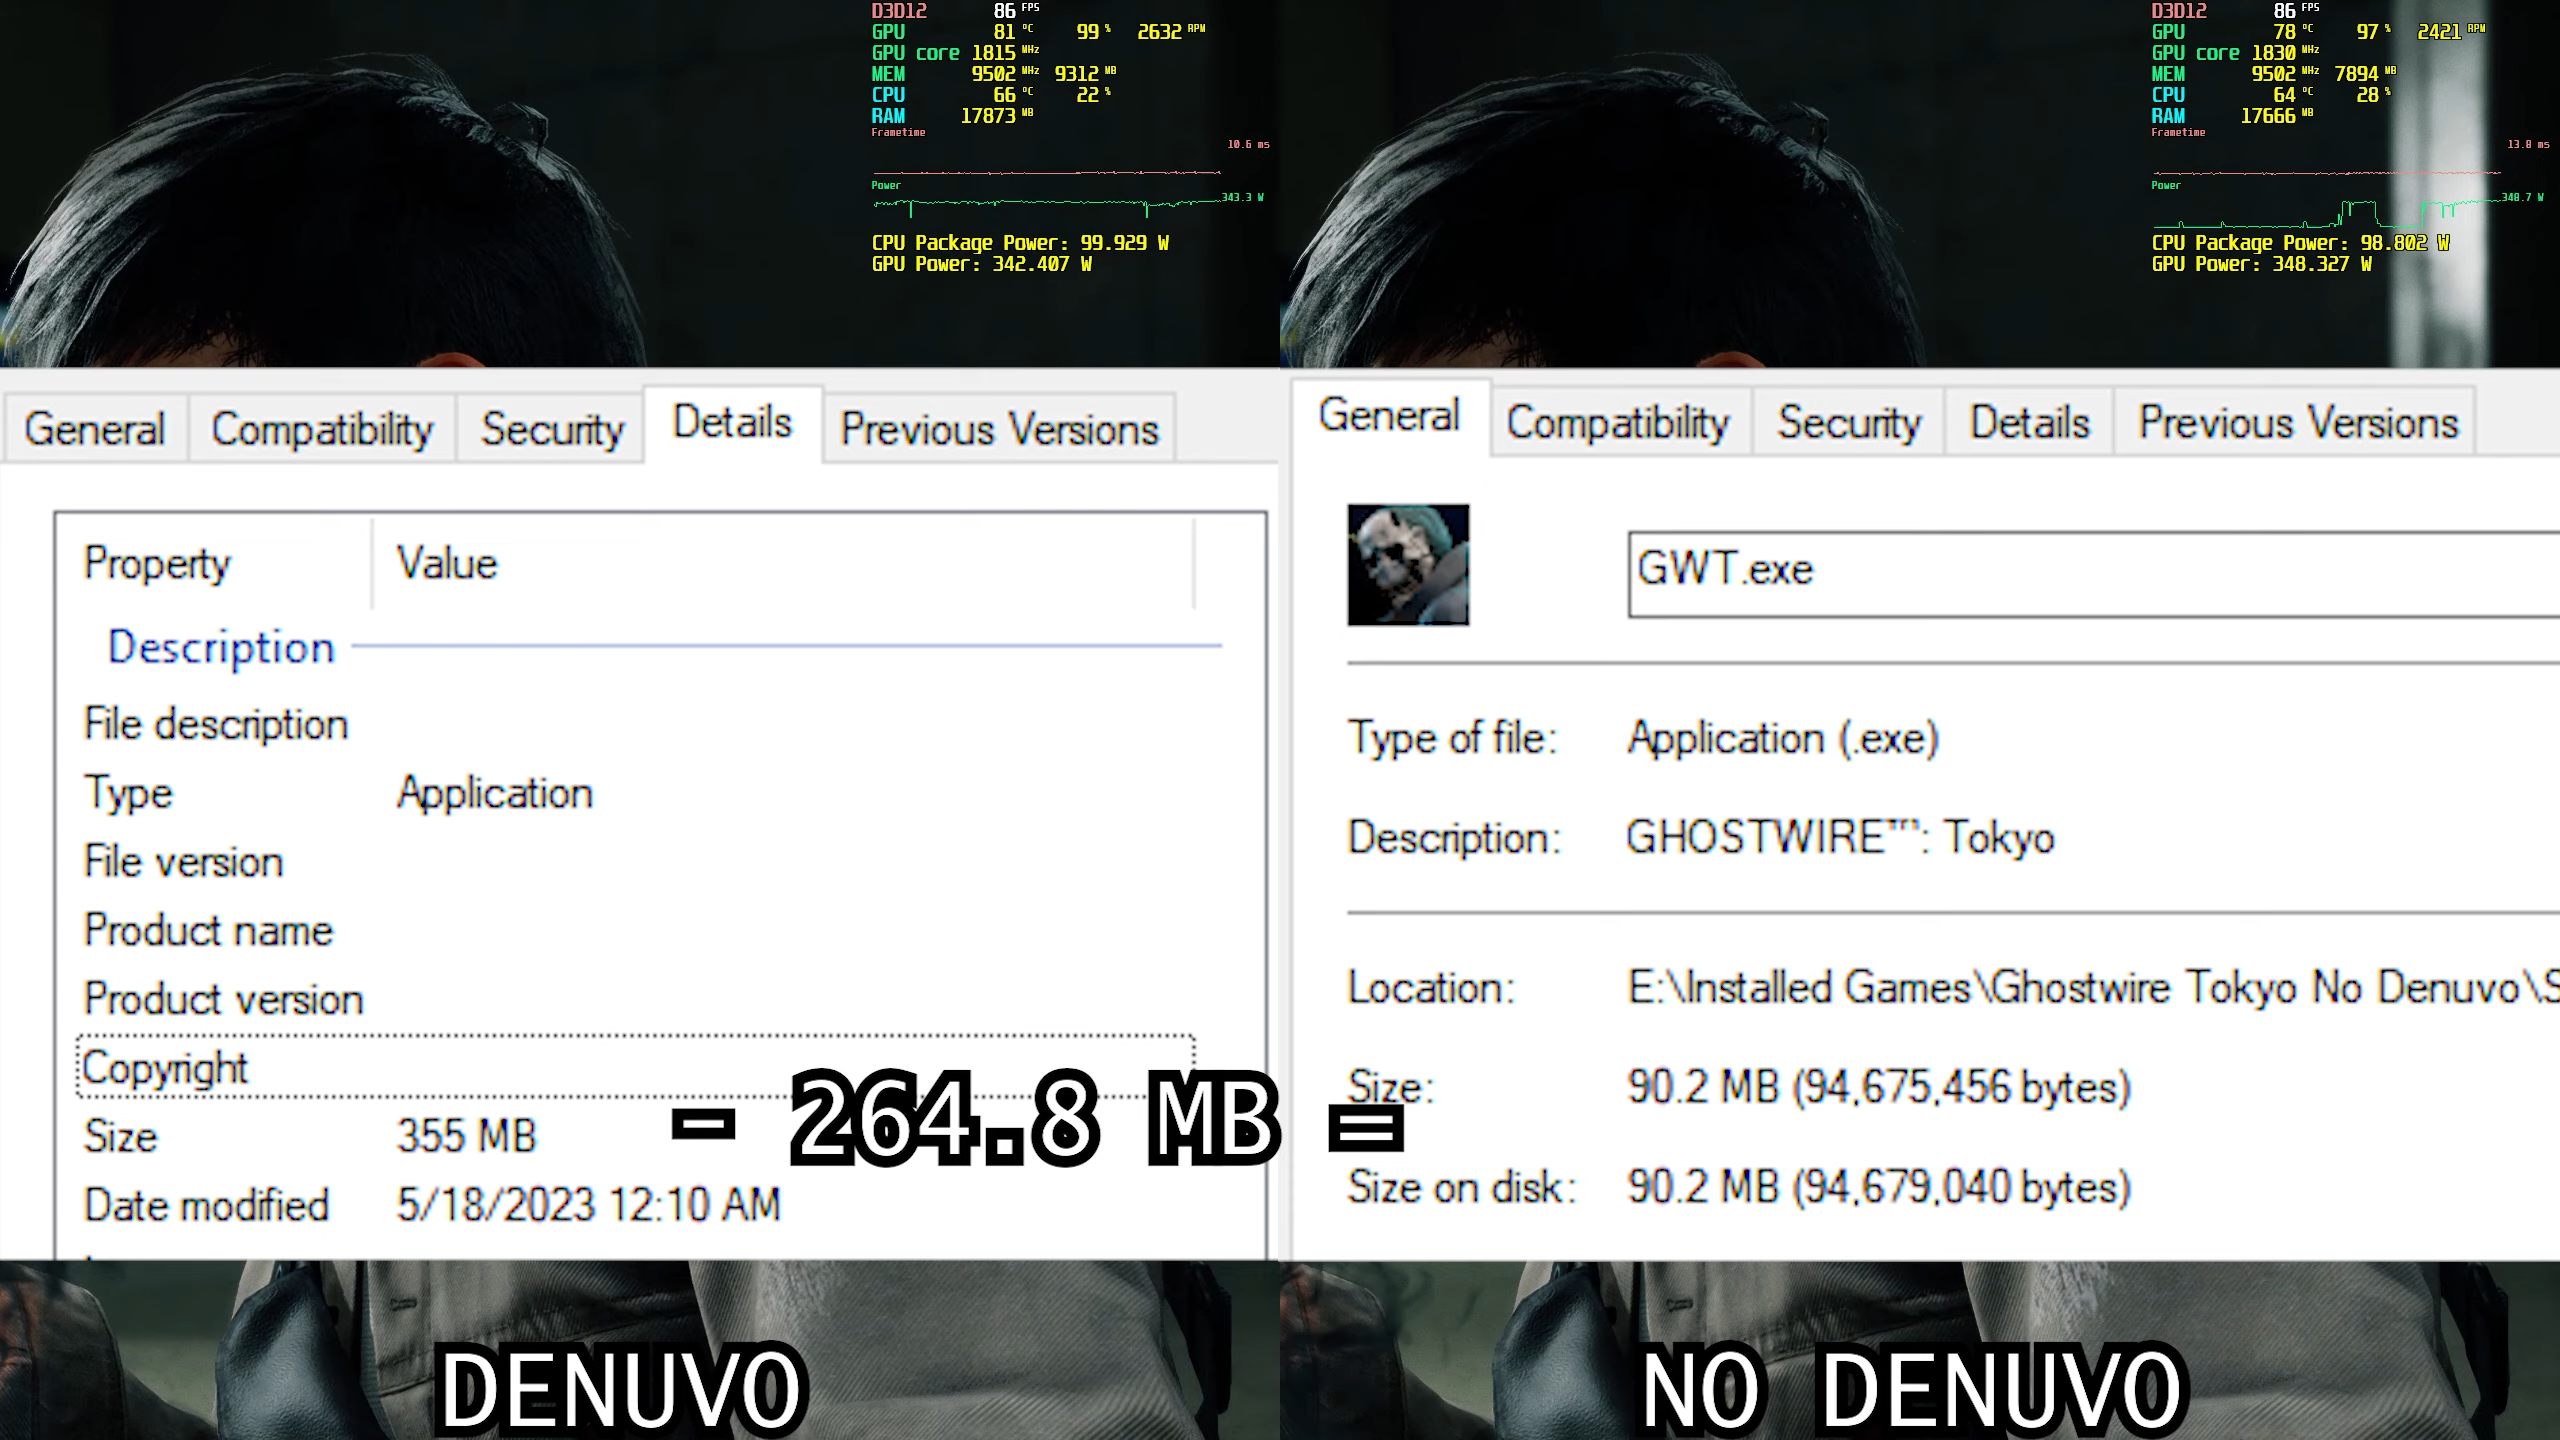 D3D12 86 FPS
GPU 81 °C 99 % 2632 RPM
GPU core 1815 MHz
MEM 9502 MHz 9312 MB
CPU 66 °C 22 %
RAM 17873 MB
Frametime
10.6 ms
Power
343.3 W
CPU Package Power: 99.929 W
GPU Power: 342.407 W
D3D12 86 FPS
GPU 78 °C 97 % 2421 RPM
GPU core 1830 MHz
MEM 9502 MHz 7894 MB
CPU 64 °C 28 %
RAM 17666 MB
Frametime
13.8 ms
Power
348.7 W
CPU Package Power: 98.802 W
GPU Power: 348.327 W
General Compatibility Security Details Previous Versions
Property Value
Description
File description
Type Application
File version
Product name
Product version
Copyright
Size 355 MB
Date modified 5/18/2023 12:10 AM
- 264.8 MB =
General Compatibility Security Details Previous Versions
GWT.exe
Type of file: Application (.exe)
Description: GHOSTWIRE™: Tokyo
Location: E:\Installed Games\Ghostwire Tokyo No Denuvo\S
Size: 90.2 MB (94,675,456 bytes)
Size on disk: 90.2 MB (94,679,040 bytes)
DENUVO
NO DENUVO